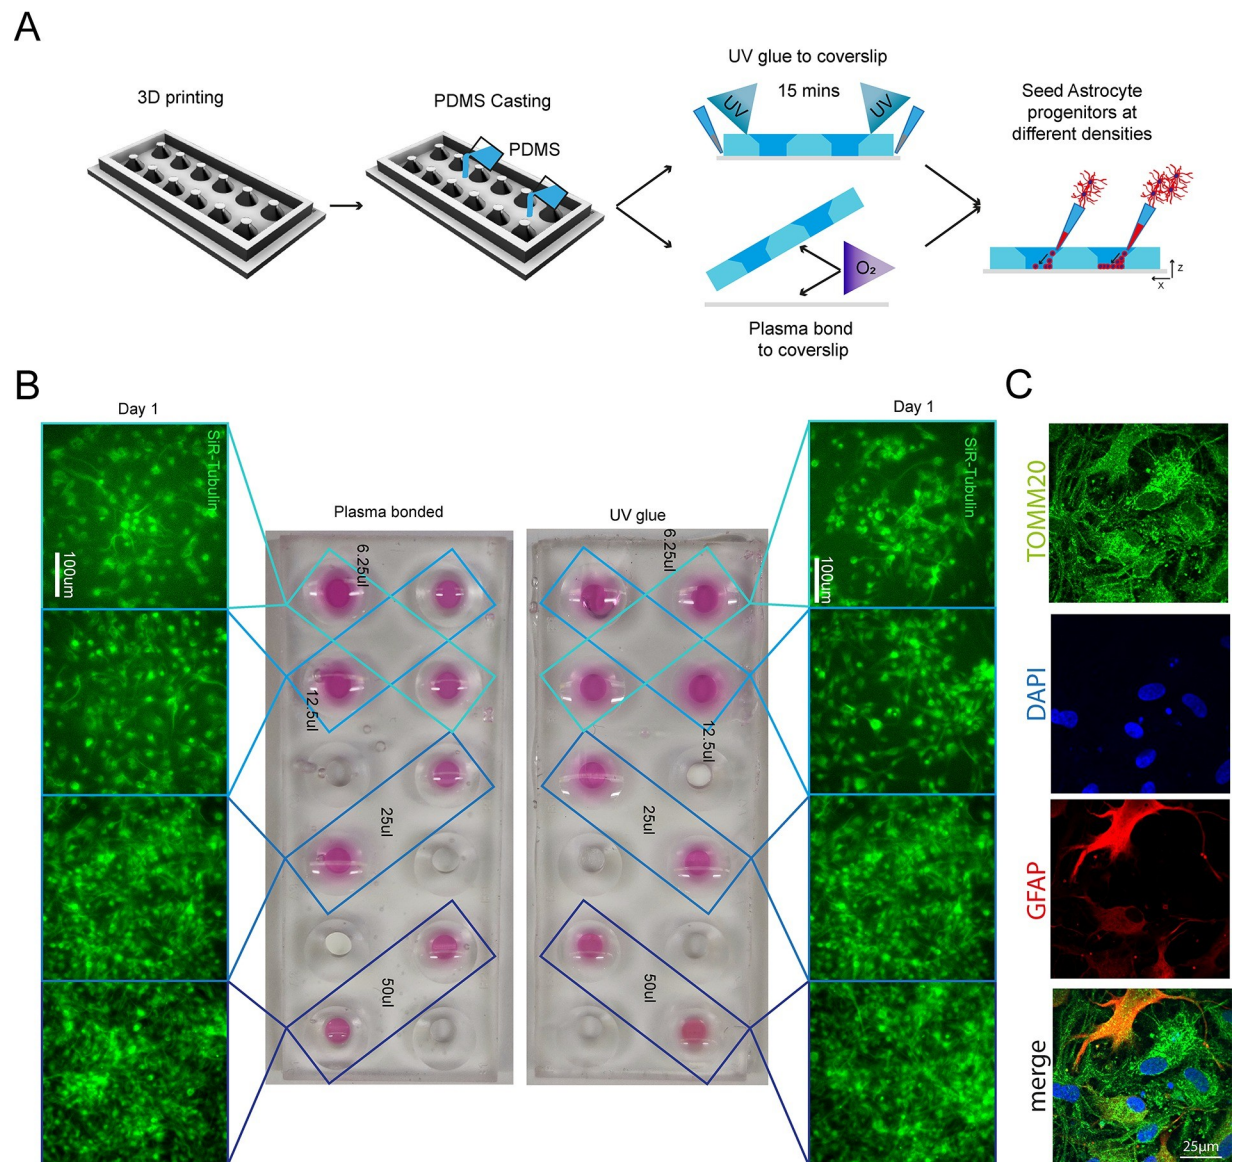 A
3D printing
PDMS Casting
PDMS
UV glue to coverslip
15 mins
UV
UV
O₂
Plasma bond
to coverslip
Seed Astrocyte
progenitors at
different densities
z
x
B
Day 1
SiR-Tubulin
100um
Plasma bonded
6.25ul
12.5ul
25ul
50ul
UV glue
6.25ul
12.5ul
25ul
50ul
Day 1
SiR-Tubulin
100um
C
TOMM20
DAPI
GFAP
merge
25μm